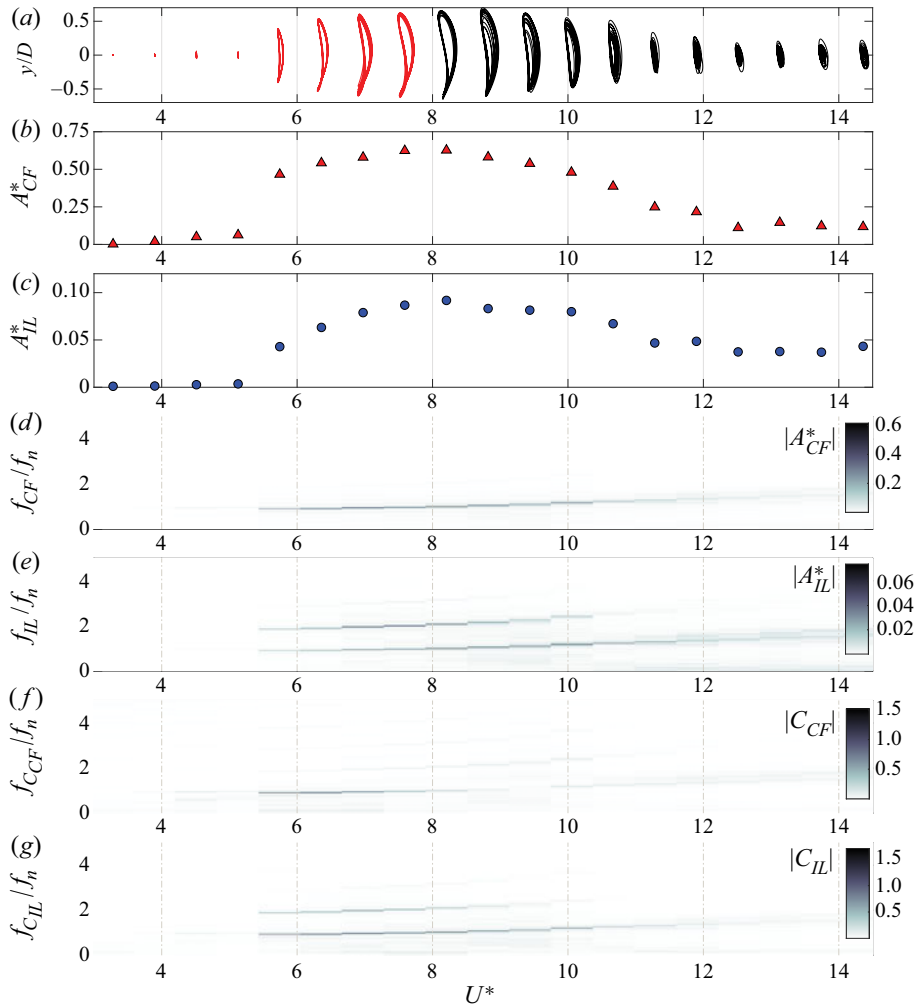 (a)
y/D
0.5
0
−0.5
4 6 8 10 12 14
(b)
A*CF
0.75
0.50
0.25
0
4 6 8 10 12 14
(c)
A*IL
0.10
0.05
0
4 6 8 10 12 14
(d)
fCF/fn
4
2
0
|A*CF|
0.6
0.4
0.2
4 6 8 10 12 14
(e)
fIL/fn
4
2
0
|A*IL|
0.06
0.04
0.02
4 6 8 10 12 14
(f)
fCCF/fn
4
2
0
|CCF|
1.5
1.0
0.5
4 6 8 10 12 14
(g)
fCIL/fn
4
2
0
|CIL|
1.5
1.0
0.5
4 6 8 10 12 14
U*